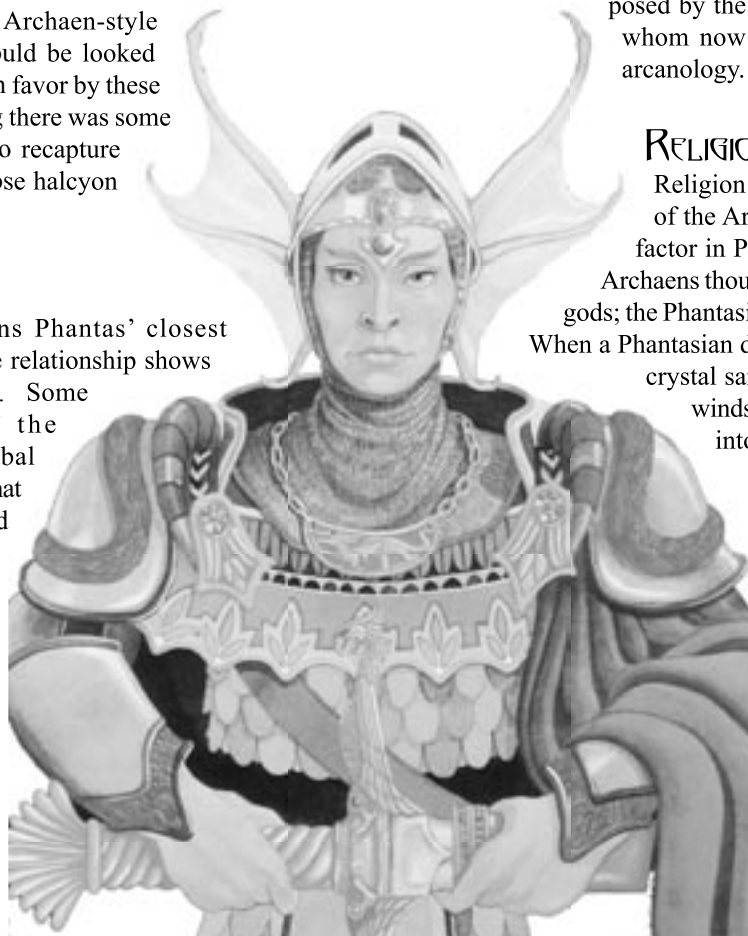 Archaen-style
ould be looked
n favor by these
g there was some
o recapture
ose halcyon
ns Phantas’ closest
e relationship shows
. Some
the
bal
hat
d
posed by the
whom now
arcanology.
RELIGIO
Religion
of the Ar
factor in P
Archaens thou
gods; the Phantasi
When a Phantasian d
crystal sa
winds
into